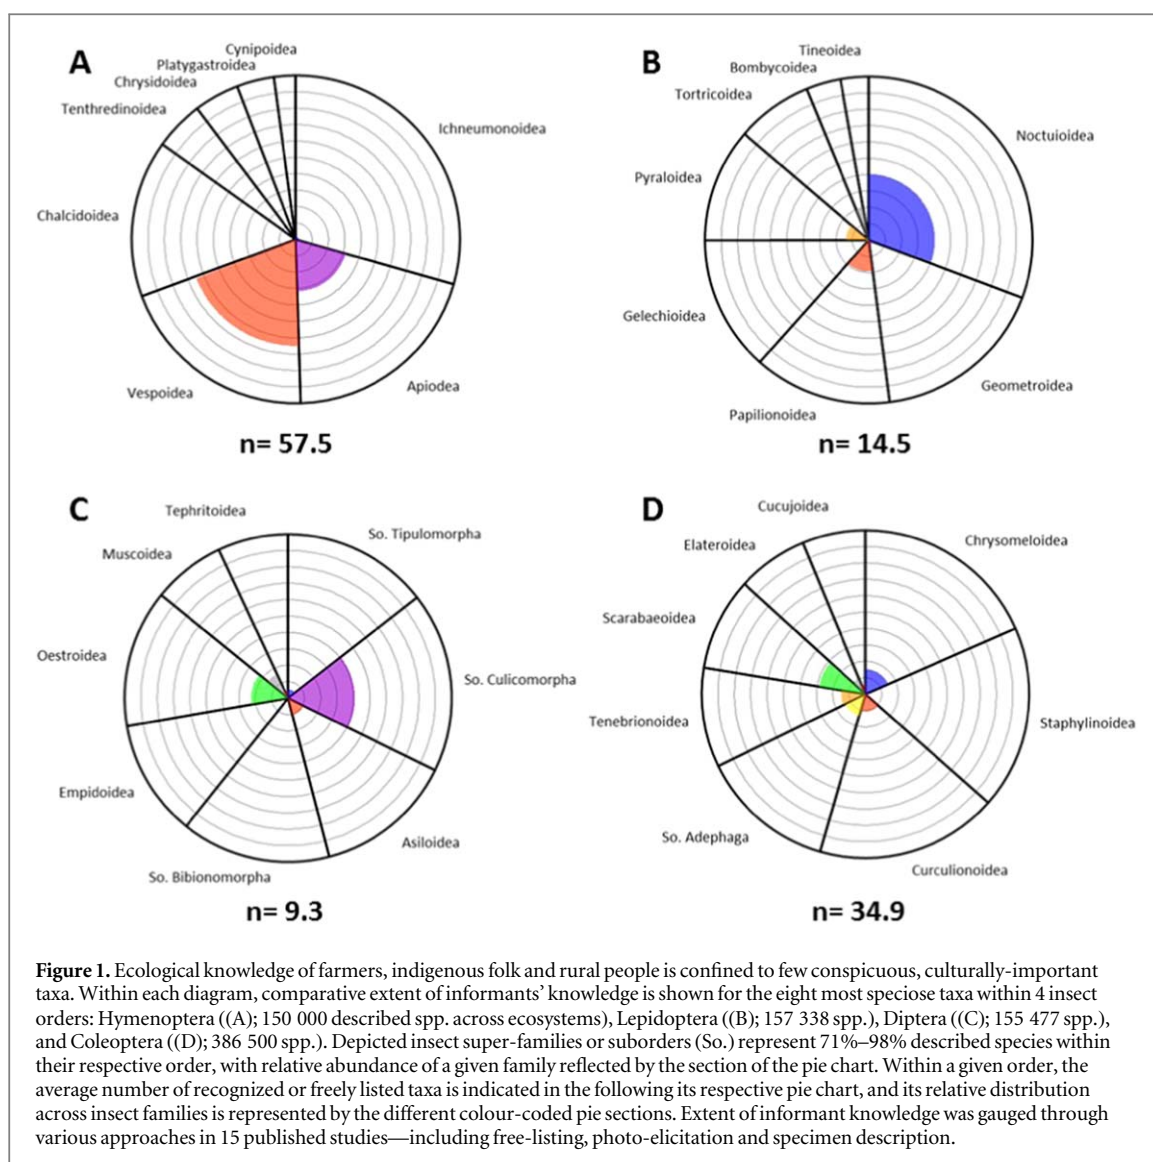 A
Cynipoidea
Platygastroidea
Chrysidoidea
Tenthredinoidea
Ichneumonoidea
Chalcidoidea
Vespoidea
Apiodea
n= 57.5
B
Tineoidea
Bombycoidea
Tortricoidea
Noctuioidea
Pyraloidea
Gelechioidea
Geometroidea
Papilionoidea
n= 14.5
C
Tephritoidea
So. Tipulomorpha
Muscoidea
Oestroidea
So. Culicomorpha
Empidoidea
Asiloidea
So. Bibionomorpha
n= 9.3
D
Cucujoidea
Elateroidea
Chrysomeloidea
Scarabaeoidea
Tenebrionoidea
Staphylinoidea
So. Adephaga
Curculionoidea
n= 34.9
Figure 1. Ecological knowledge of farmers, indigenous folk and rural people is confined to few conspicuous, culturally-important
taxa. Within each diagram, comparative extent of informants’ knowledge is shown for the eight most speciose taxa within 4 insect
orders: Hymenoptera ((A); 150 000 described spp. across ecosystems), Lepidoptera ((B); 157 338 spp.), Diptera ((C); 155 477 spp.),
and Coleoptera ((D); 386 500 spp.). Depicted insect super-families or suborders (So.) represent 71%–98% described species within
their respective order, with relative abundance of a given family reflected by the section of the pie chart. Within a given order, the
average number of recognized or freely listed taxa is indicated in the following its respective pie chart, and its relative distribution
across insect families is represented by the different colour-coded pie sections. Extent of informant knowledge was gauged through
various approaches in 15 published studies—including free-listing, photo-elicitation and specimen description.